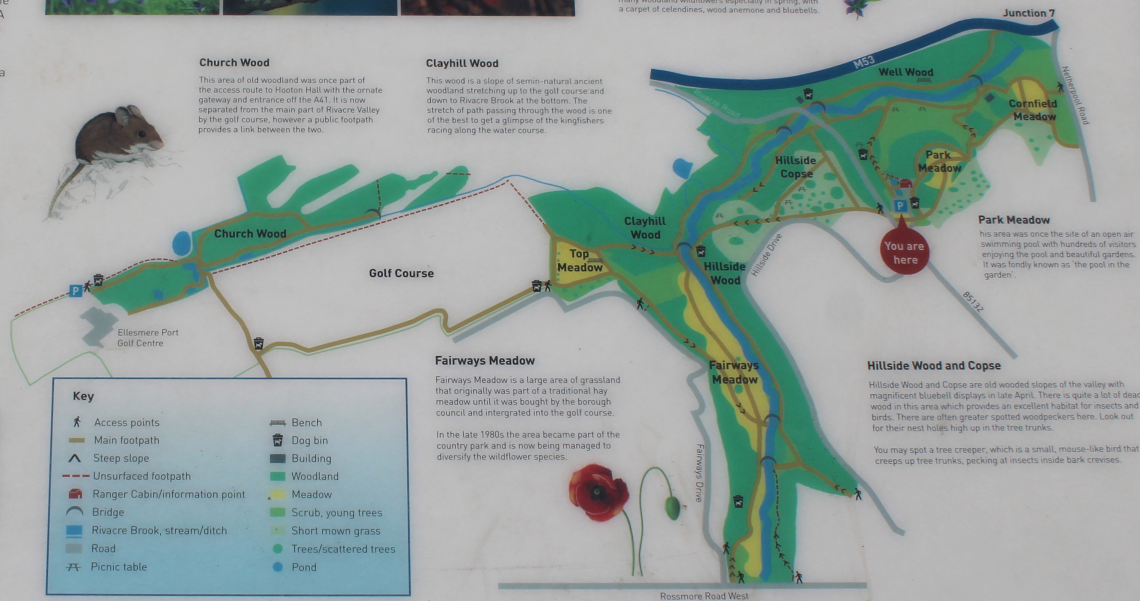 many woodland wildflowers especially in spring, with
a carpet of celendines, wood anemone and bluebells.
Junction 7
M53
Church Wood
This area of old woodland was once part of
the access route to Hooton Hall with the ornate
gateway and entrance off the A41. It is now
separated from the main part of Rivacre Valley
by the golf course, however a public footpath
provides a link between the two.
Clayhill Wood
This wood is a slope of semin-natural ancient
woodland stretching up to the golf course and
down to Rivacre Brook at the bottom. The
stretch of path passing through the wood is one
of the best to get a glimpse of the kingfishers
racing along the water course.
Well Wood
Netherpool Road
Cornfield
Meadow
Hillside
Copse
Park
Meadow
P
You are
here
Park Meadow
his area was once the site of an open air
swimming pool with hundreds of visitors
enjoying the pool and beautiful gardens.
It was fondly known as 'the pool in the
garden'.
Church Wood
Clayhill
Wood
Golf Course
Top
Meadow
Hillside
Wood
Hillside Drive
B5132
P
Ellesmere Port
Golf Centre
Fairways Meadow
Fairways Meadow is a large area of grassland
that originally was part of a traditional hay
meadow until it was bought by the borough
council and intergrated into the golf course.
In the late 1980s the area became part of the
country park and is now being managed to
diversify the wildflower species.
Fairways
Meadow
Fairways Drive
Hillside Wood and Copse
Hillside Wood and Copse are old wooded slopes of the valley with
magnificent bluebell displays in late April. There is quite a lot of dead
wood in this area which provides an excellent habitat for insects and
birds. There are often greater spotted woodpeckers here. Look out
for their nest holes high up in the tree trunks.
You may spot a tree creeper, which is a small, mouse-like bird that
creeps up tree trunks, pecking at insects inside bark crevises.
Key
Access points
Main footpath
Steep slope
Unsurfaced footpath
Ranger Cabin/information point
Bridge
Rivacre Brook, stream/ditch
Road
Picnic table
Bench
Dog bin
Building
Woodland
Meadow
Scrub, young trees
Short mown grass
Trees/scattered trees
Pond
Rossmore Road West